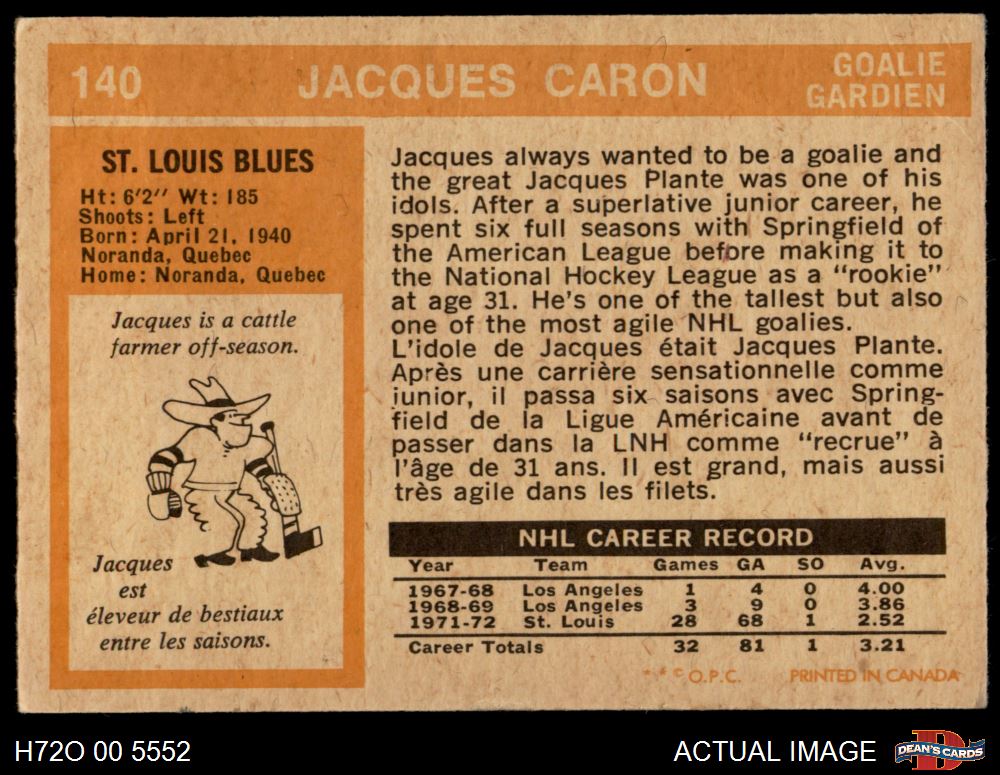 140
JACQUES CARON
GOALIE
GARDIEN
ST. LOUIS BLUES
Ht: 6'2'' Wt: 185
Shoots: Left
Born: April 21, 1940
Noranda, Quebec
Home: Noranda, Quebec
Jacques is a cattle
farmer off-season.
Jacques
est
éleveur de bestiaux
entre les saisons.
Jacques always wanted to be a goalie and
the great Jacques Plante was one of his
idols. After a superlative junior career, he
spent six full seasons with Springfield of
the American League before making it to
the National Hockey League as a "rookie"
at age 31. He's one of the tallest but also
one of the most agile NHL goalies.
L'idole de Jacques était Jacques Plante.
Après une carrière sensationnelle comme
junior, il passa six saisons avec Spring-
field de la Ligue Américaine avant de
passer dans la LNH comme "recrue" à
l'âge de 31 ans. Il est grand, mais aussi
très agile dans les filets.
NHL CAREER RECORD
Year Team Games GA SO Avg.
1967-68 Los Angeles 1 4 0 4.00
1968-69 Los Angeles 3 9 0 3.86
1971-72 St. Louis 28 68 1 2.52
Career Totals 32 81 1 3.21
* * © O.P.C. PRINTED IN CANADA
H72O 00 5552
ACTUAL IMAGE
DEAN'S CARDS